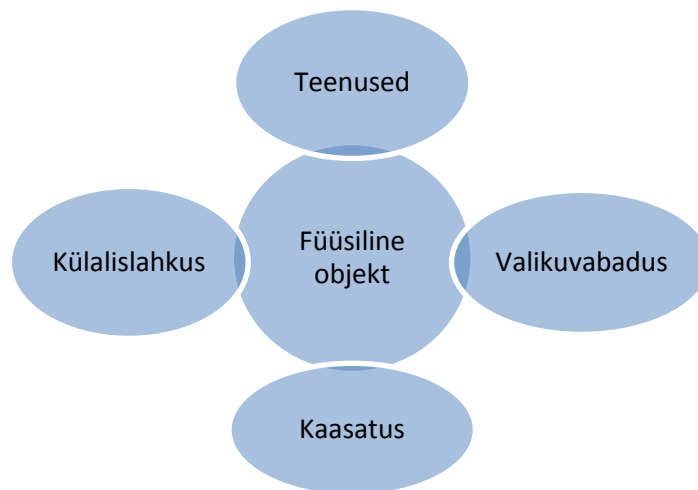 Teenused
Külalislahkus
Füüsiline
objekt
Valikuvabadus
Kaasatus